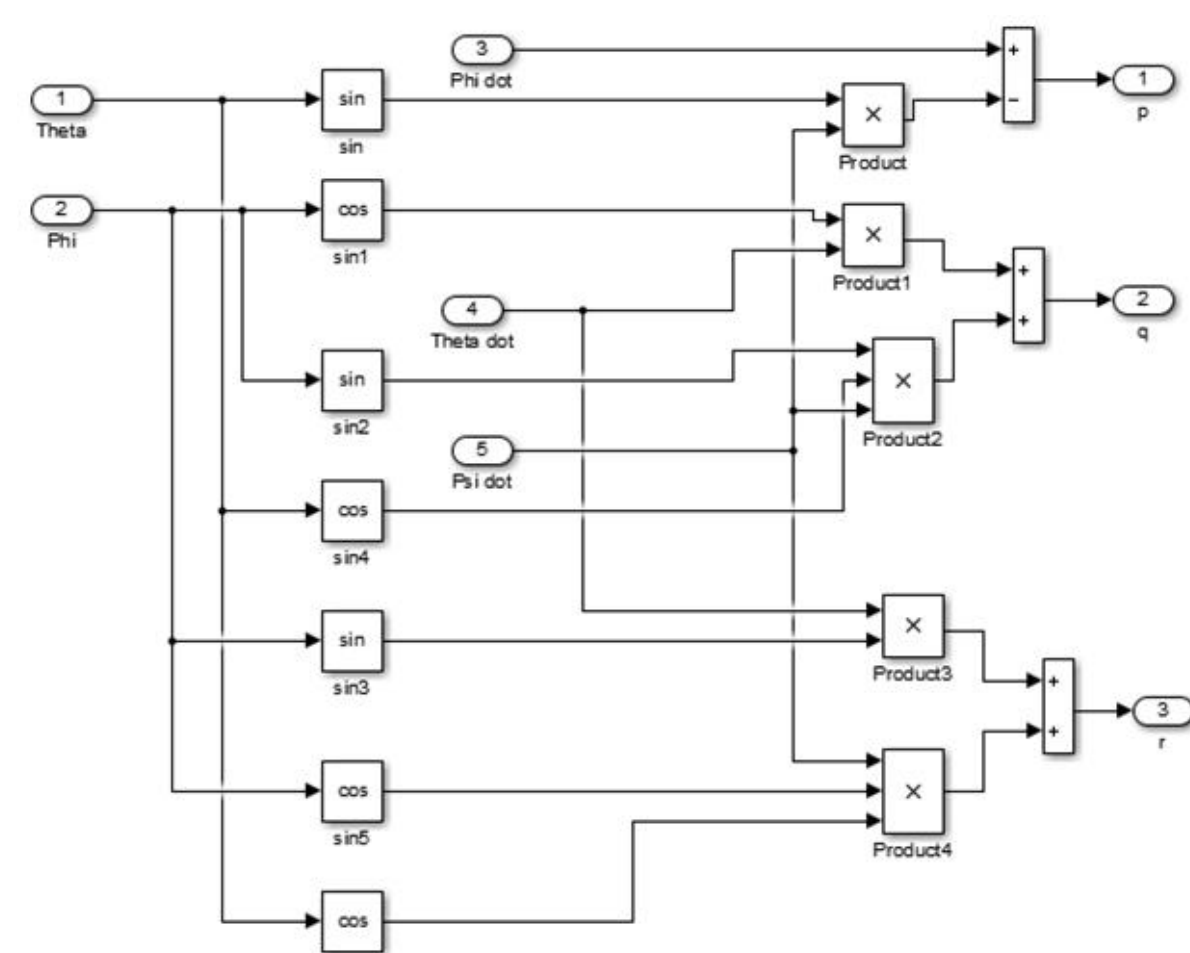 3
Phi dot
+
−
1
p
1
Theta
sin
sin
×
Product
2
Phi
cos
sin1
×
Product1
4
Theta dot
+
+
2
q
sin
sin2
×
Product2
5
Psi dot
cos
sin4
sin
sin3
×
Product3
+
+
3
r
cos
sin5
×
Product4
cos